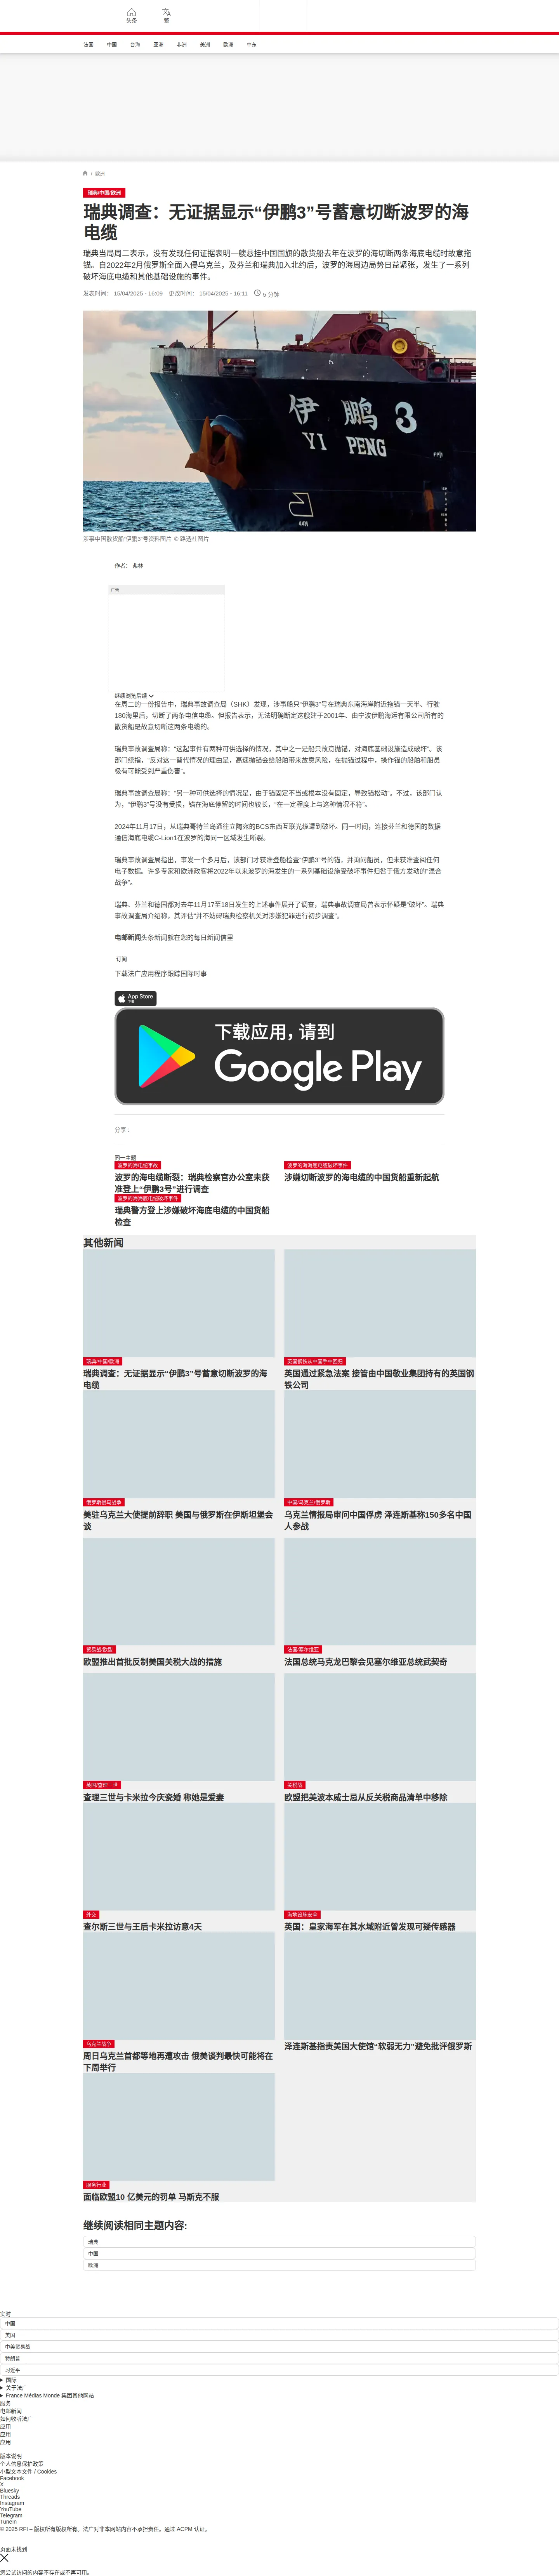 头条
繁
法国 中国 台海 亚洲 非洲 美洲 欧洲 中东
/ 欧洲
瑞典/中国/欧洲
瑞典调查：无证据显示“伊鹏3”号蓄意切断波罗的海
电缆
瑞典当局周二表示，没有发现任何证据表明一艘悬挂中国国旗的散货船去年在波罗的海切断两条海底电缆时故意拖
锚。自2022年2月俄罗斯全面入侵乌克兰，及芬兰和瑞典加入北约后，波罗的海周边局势日益紧张，发生了一系列
破坏海底电缆和其他基础设施的事件。
发表时间： 15/04/2025 - 16:09 更改时间： 15/04/2025 - 16:11 5 分钟
伊鹏3
YI PENG
涉事中国散货船“伊鹏3”号资料图片 © 路透社图片
作者： 弗林
广告
继续浏览后续
在周二的一份报告中，瑞典事故调查局（SHK）发现，涉事船只“伊鹏3”号在瑞典东南海岸附近拖锚一天半、行驶
180海里后，切断了两条电信电缆。但报告表示，无法明确断定这艘建于2001年、由宁波伊鹏海运有限公司所有的
散货船是故意切断这两条电缆的。
瑞典事故调查局称：“这起事件有两种可供选择的情况，其中之一是船只故意抛锚，对海底基础设施造成破坏”。该
部门续指，“反对这一替代情况的理由是，高速抛锚会给船舶带来故意风险，在抛锚过程中，操作锚的船舶和船员
极有可能受到严重伤害”。
瑞典事故调查局称：“另一种可供选择的情况是，由于锚固定不当或根本没有固定，导致锚松动”。不过，该部门认
为，“伊鹏3”号没有受损，锚在海底停留的时间也较长，“在一定程度上与这种情况不符”。
2024年11月17日，从瑞典哥特兰岛通往立陶宛的BCS东西互联光缆遭到破坏。同一时间，连接芬兰和德国的数据
通信海底电缆C-Lion1在波罗的海同一区域发生断裂。
瑞典事故调查局指出，事发一个多月后，该部门才获准登船检查“伊鹏3”号的锚，并询问船员，但未获准查阅任何
电子数据。许多专家和欧洲政客将2022年以来波罗的海发生的一系列基础设施受破坏事件归咎于俄方发动的“混合
战争”。
瑞典、芬兰和德国都对去年11月17至18日发生的上述事件展开了调查，瑞典事故调查局曾表示怀疑是“破坏”。瑞典
事故调查局介绍称，其评估“并不妨碍瑞典检察机关对涉嫌犯罪进行初步调查”。
电邮新闻头条新闻就在您的每日新闻信里
订阅
下载法广应用程序跟踪国际时事
App Store
下载
下载应用，请到
Google Play
分享 :
同一主题
波罗的海电缆事故
波罗的海电缆断裂：瑞典检察官办公室未获
准登上“伊鹏3号”进行调查
波罗的海海底电缆破坏事件
涉嫌切断波罗的海电缆的中国货船重新起航
波罗的海海底电缆破坏事件
瑞典警方登上涉嫌破坏海底电缆的中国货船
检查
其他新闻
瑞典/中国/欧洲
瑞典调查：无证据显示“伊鹏3”号蓄意切断波罗的海
电缆
英国钢铁从中国手中回归
英国通过紧急法案 接管由中国敬业集团持有的英国钢
铁公司
俄罗斯侵乌战争
美驻乌克兰大使提前辞职 美国与俄罗斯在伊斯坦堡会
谈
中国/乌克兰/俄罗斯
乌克兰情报局审问中国俘虏 泽连斯基称150多名中国
人参战
贸易战/欧盟
欧盟推出首批反制美国关税大战的措施
法国/塞尔维亚
法国总统马克龙巴黎会见塞尔维亚总统武契奇
英国/查理三世
查理三世与卡米拉今庆瓷婚 称她是爱妻
关税战
欧盟把美波本威士忌从反关税商品清单中移除
外交
查尔斯三世与王后卡米拉访意4天
海地设施安全
英国：皇家海军在其水域附近曾发现可疑传感器
乌克兰战争
周日乌克兰首都等地再遭攻击 俄美谈判最快可能将在
下周举行
泽连斯基指责美国大使馆“软弱无力”避免批评俄罗斯
服务行业
面临欧盟10 亿美元的罚单 马斯克不服
继续阅读相同主题内容:
瑞典
中国
欧洲
实时
中国
美国
中美贸易战
特朗普
习近平
国际
关于法广
France Médias Monde 集团其他网站
服务
电邮新闻
如何收听法广
应用
应用
应用
版本说明
个人信息保护政策
小型文本文件 / Cookies
Facebook
X
Bluesky
Threads
Instagram
YouTube
Telegram
TuneIn
© 2025 RFI – 版权所有版权所有。法广对非本网站内容不承担责任。通过 ACPM 认证。
页面未找到
您尝试访问的内容不存在或不再可用。